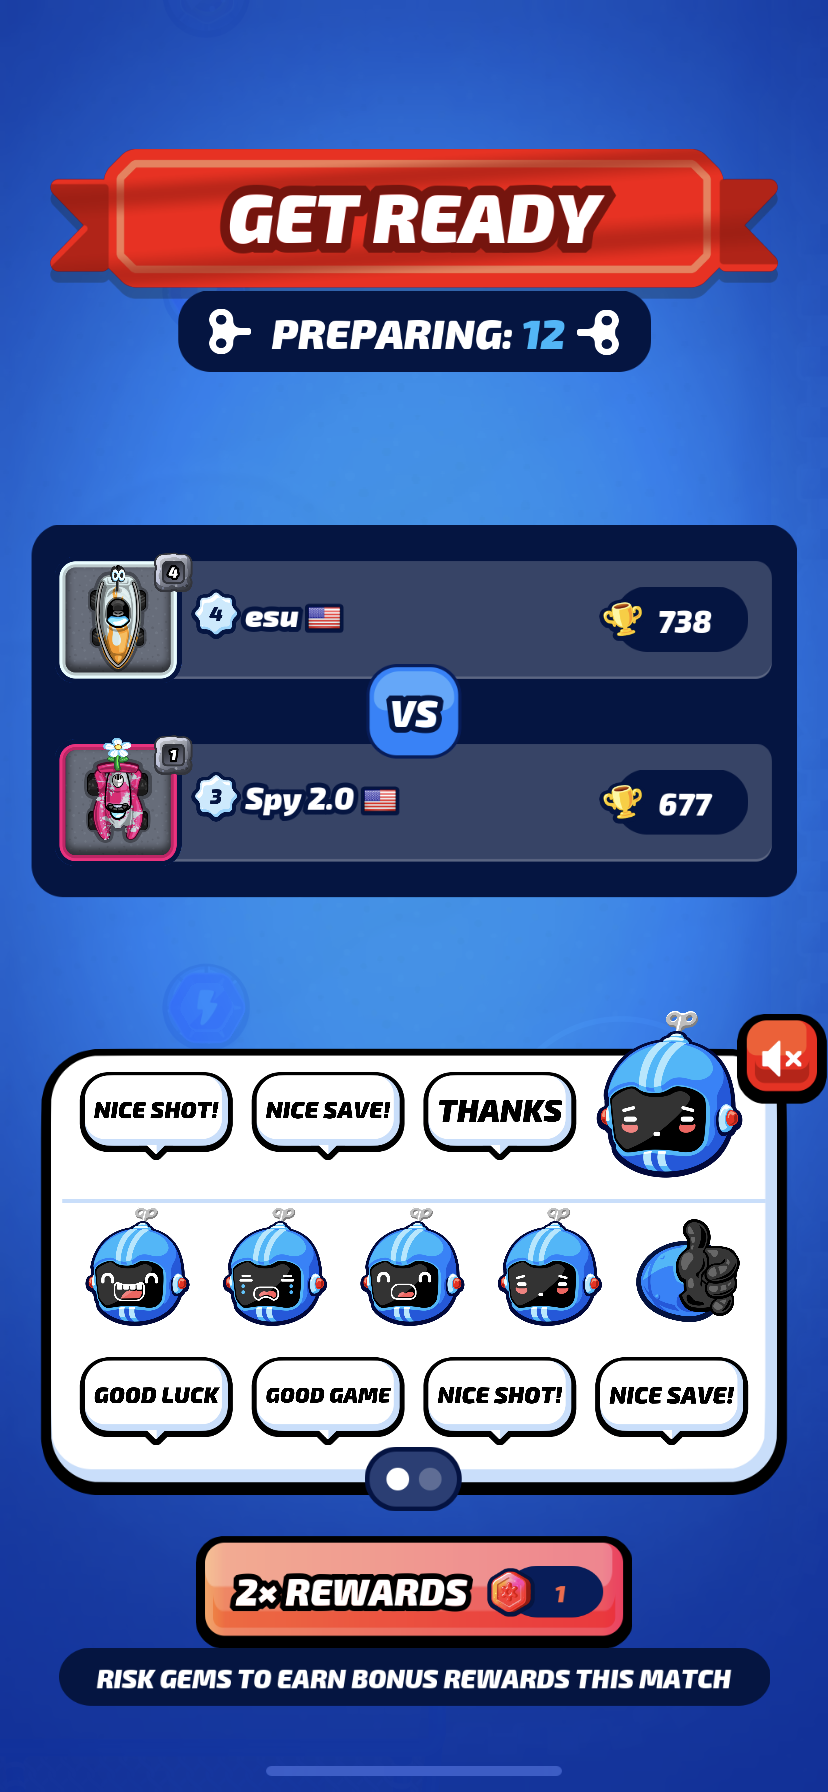 GET READY
PREPARING: 12
4
4 esu 738
VS
1
3 Spy 2.0 677
NICE SHOT! NICE SAVE! THANKS
GOOD LUCK GOOD GAME NICE SHOT! NICE SAVE!
2x REWARDS 1
RISK GEMS TO EARN BONUS REWARDS THIS MATCH